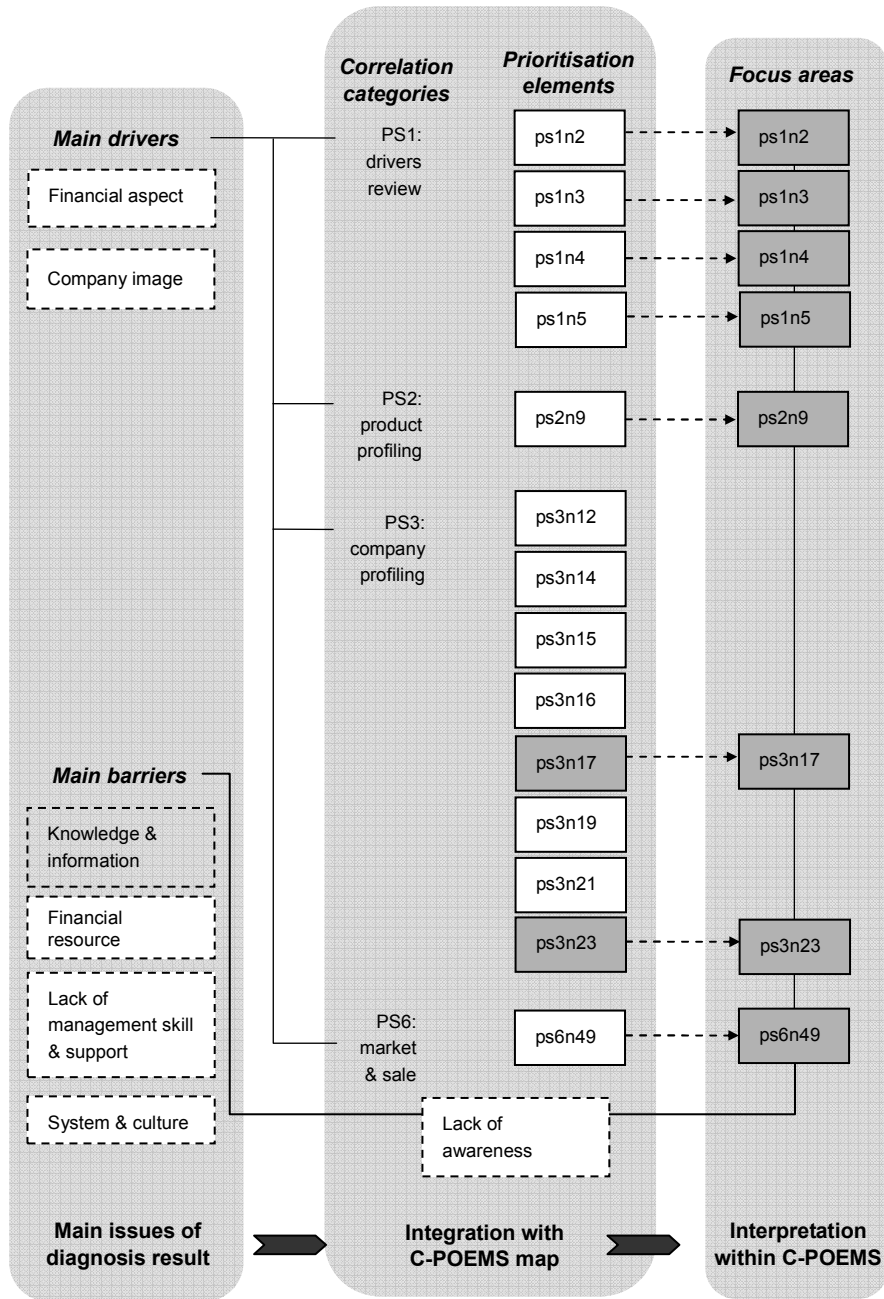 Main drivers
Financial aspect
Company image
Main barriers
Knowledge &
information
Financial
resource
Lack of
management skill
& support
System & culture
Main issues of
diagnosis result
Correlation
categories
PS1:
drivers
review
PS2:
product
profiling
PS3:
company
profiling
PS6:
market
& sale
Prioritisation
elements
ps1n2
ps1n3
ps1n4
ps1n5
ps2n9
ps3n12
ps3n14
ps3n15
ps3n16
ps3n17
ps3n19
ps3n21
ps3n23
ps6n49
Lack of
awareness
Integration with
C-POEMS map
Focus areas
ps1n2
ps1n3
ps1n4
ps1n5
ps2n9
ps3n17
ps3n23
ps6n49
Interpretation
within C-POEMS